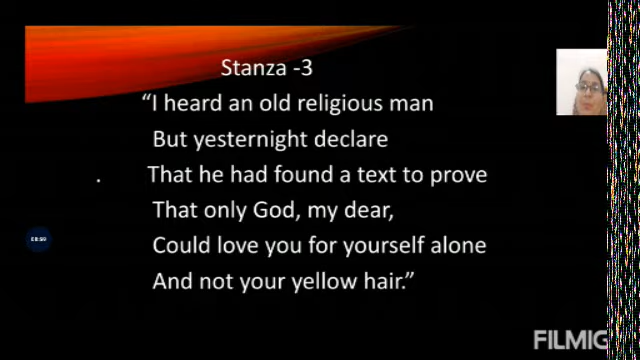 Stanza -3
“I heard an old religious man
But yesternight declare
. That he had found a text to prove
That only God, my dear,
Could love you for yourself alone
And not your yellow hair.”
FILMIG